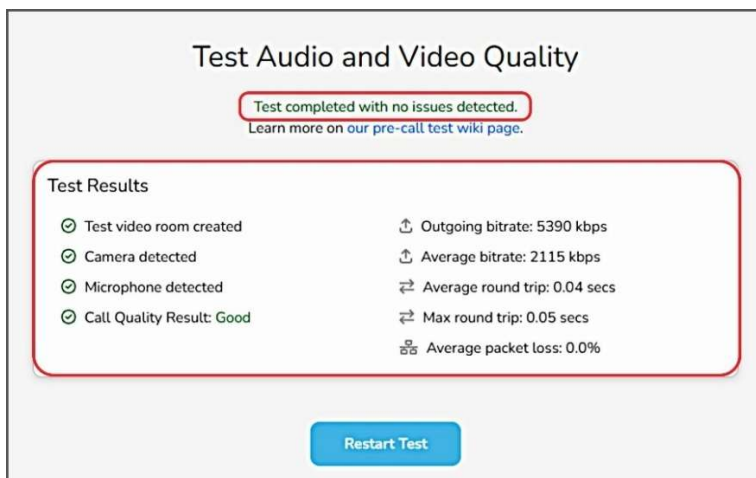 Test Audio and Video Quality
Test completed with no issues detected.
Learn more on our pre-call test wiki page.
Test Results
Test video room created
Camera detected
Microphone detected
Call Quality Result: Good
Outgoing bitrate: 5390 kbps
Average bitrate: 2115 kbps
Average round trip: 0.04 secs
Max round trip: 0.05 secs
Average packet loss: 0.0%
Restart Test